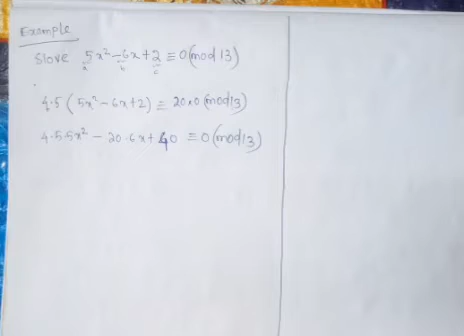 Example
Slove 5x² - 6x + 2 ≡ 0 (mod 13)
a b c
4·5 (5x² - 6x + 2) ≡ 20×0 (mod 13)
4·5·5x² - 20·6x + 40 ≡ 0 (mod 13)